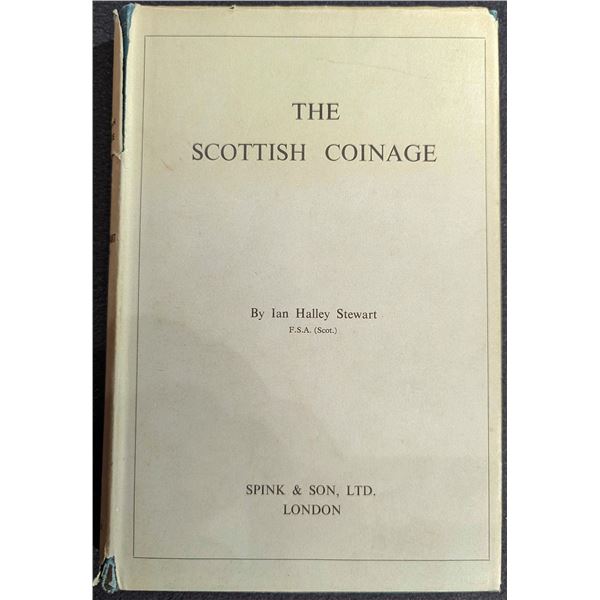 THE
SCOTTISH COINAGE
By Ian Halley Stewart
F.S.A. (Scot.)
SPINK & SON, LTD.
LONDON